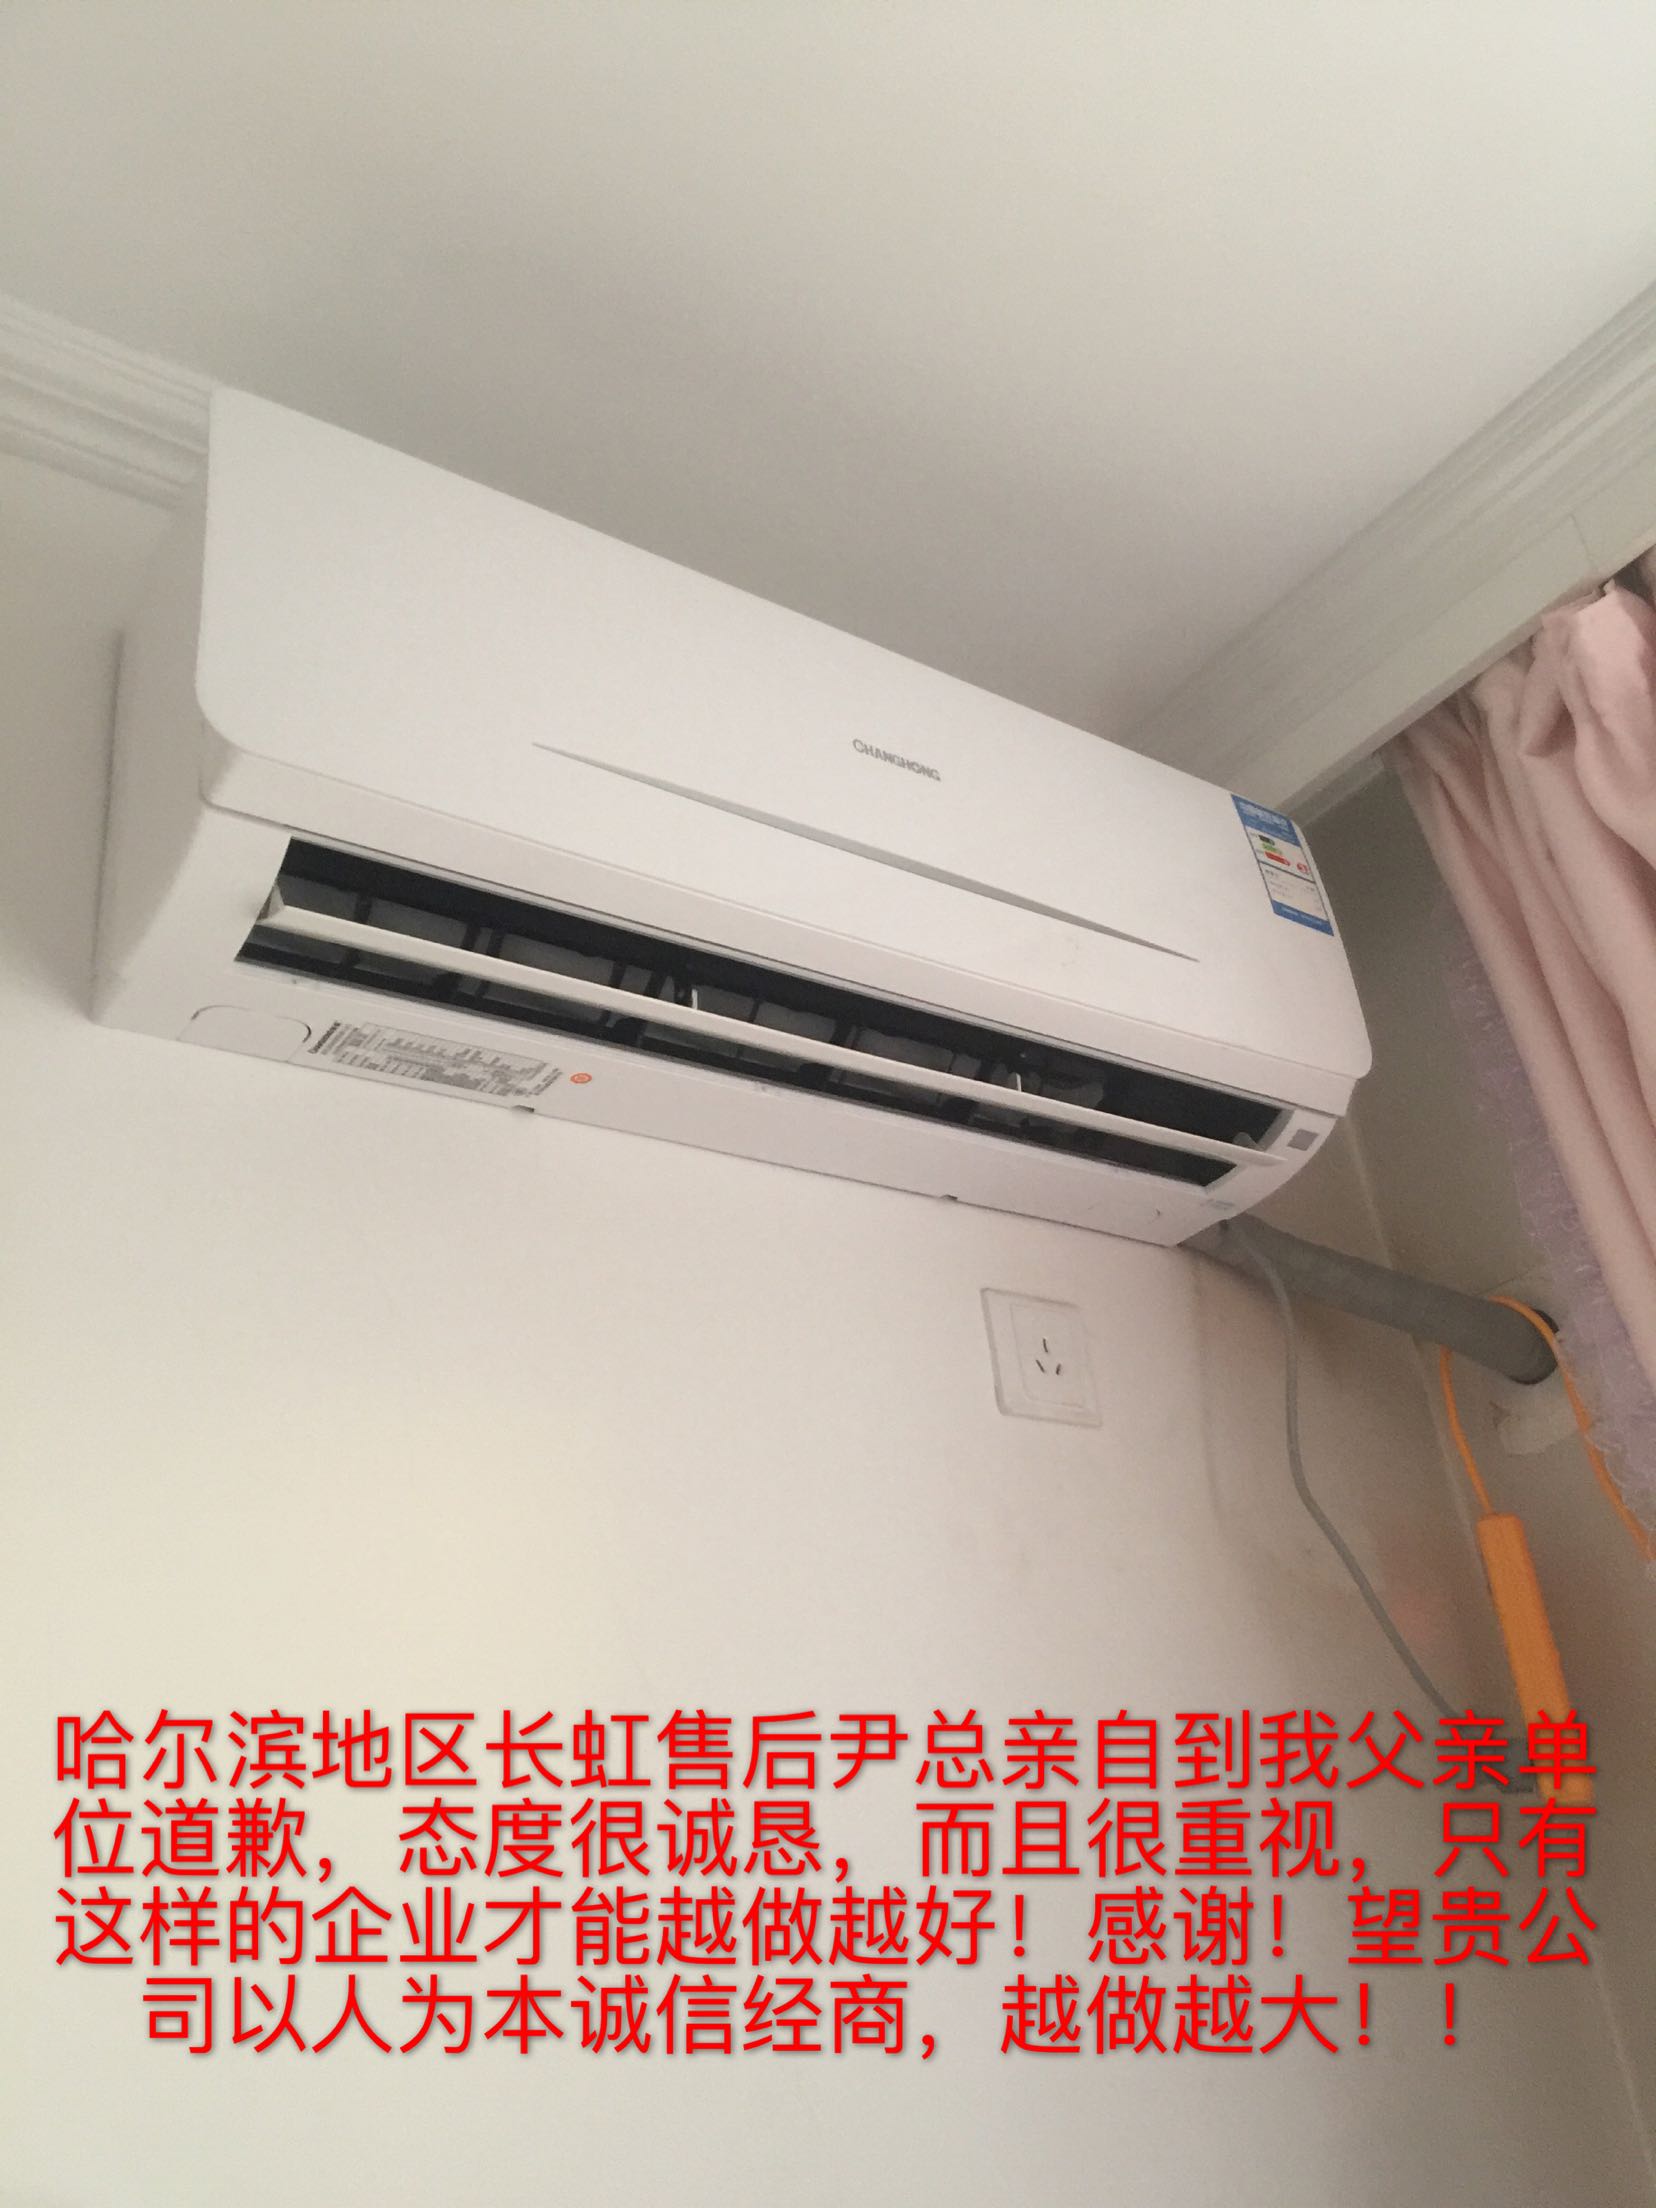 CHANGHONG
哈尔滨地区长虹售后尹总亲自到我父亲单
位道歉，态度很诚恳，而且很重视，只有
这样的企业才能越做越好！感谢！望贵公
司以人为本诚信经商，越做越大！！